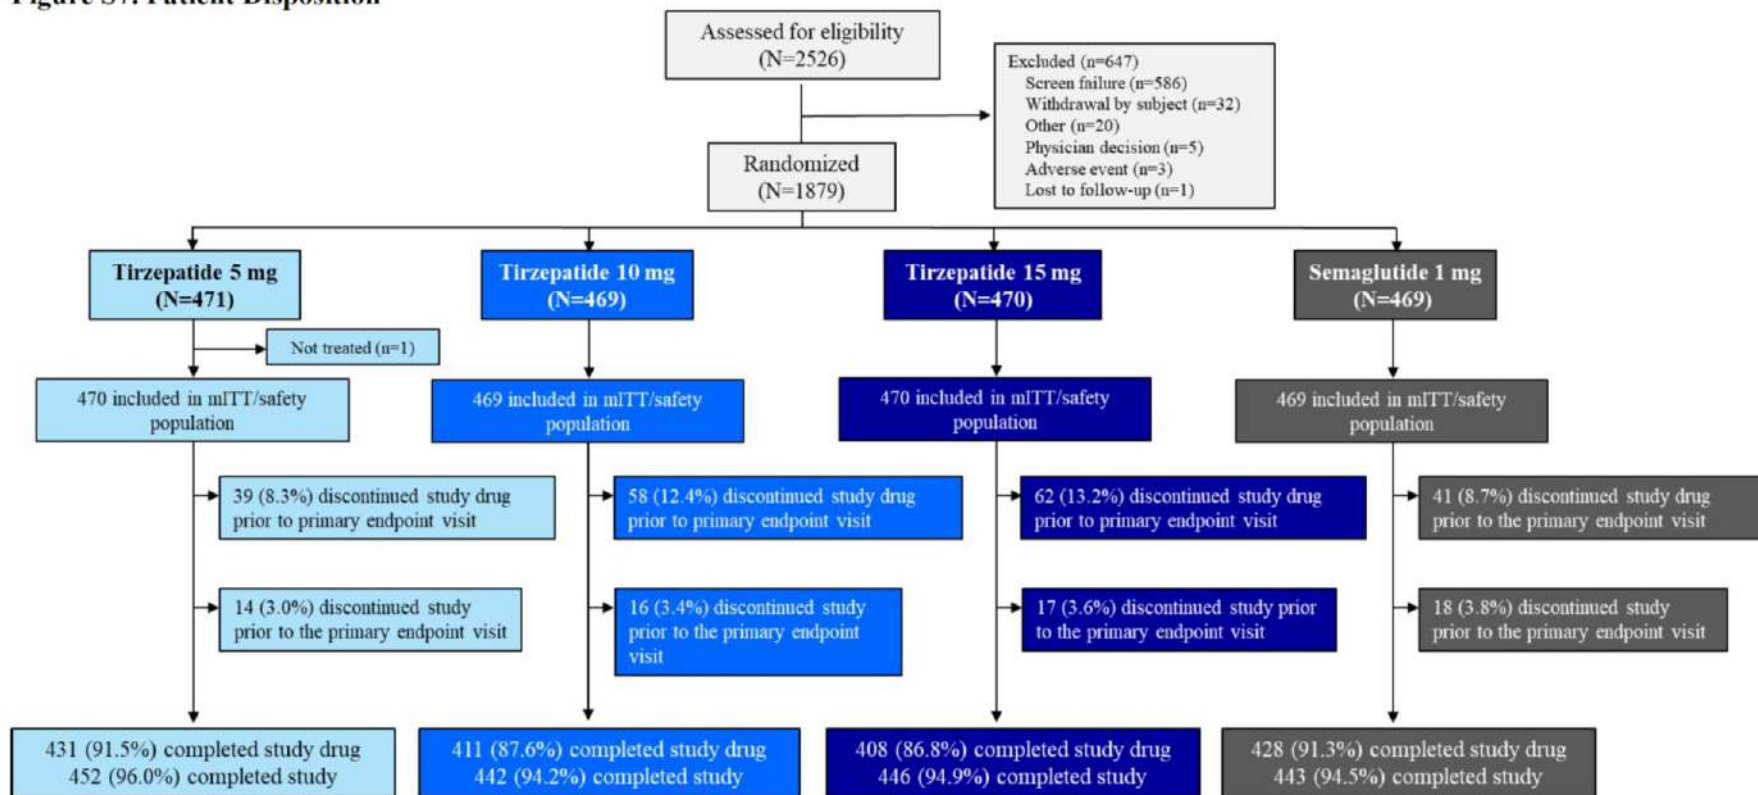 Figure S7. Patient Disposition
Assessed for eligibility
(N=2526)
Excluded (n=647)
Screen failure (n=586)
Withdrawal by subject (n=32)
Other (n=20)
Physician decision (n=5)
Adverse event (n=3)
Lost to follow-up (n=1)
Randomized
(N=1879)
Tirzepatide 5 mg
(N=471)
Tirzepatide 10 mg
(N=469)
Tirzepatide 15 mg
(N=470)
Semaglutide 1 mg
(N=469)
Not treated (n=1)
470 included in mITT/safety
population
469 included in mITT/safety
population
470 included in mITT/safety
population
469 included in mITT/safety
population
39 (8.3%) discontinued study drug
prior to primary endpoint visit
58 (12.4%) discontinued study drug
prior to primary endpoint visit
62 (13.2%) discontinued study drug
prior to primary endpoint visit
41 (8.7%) discontinued study drug
prior to the primary endpoint visit
14 (3.0%) discontinued study
prior to the primary endpoint visit
16 (3.4%) discontinued study
prior to the primary endpoint
visit
17 (3.6%) discontinued study prior
to the primary endpoint visit
18 (3.8%) discontinued study
prior to the primary endpoint visit
431 (91.5%) completed study drug
452 (96.0%) completed study
411 (87.6%) completed study drug
442 (94.2%) completed study
408 (86.8%) completed study drug
446 (94.9%) completed study
428 (91.3%) completed study drug
443 (94.5%) completed study